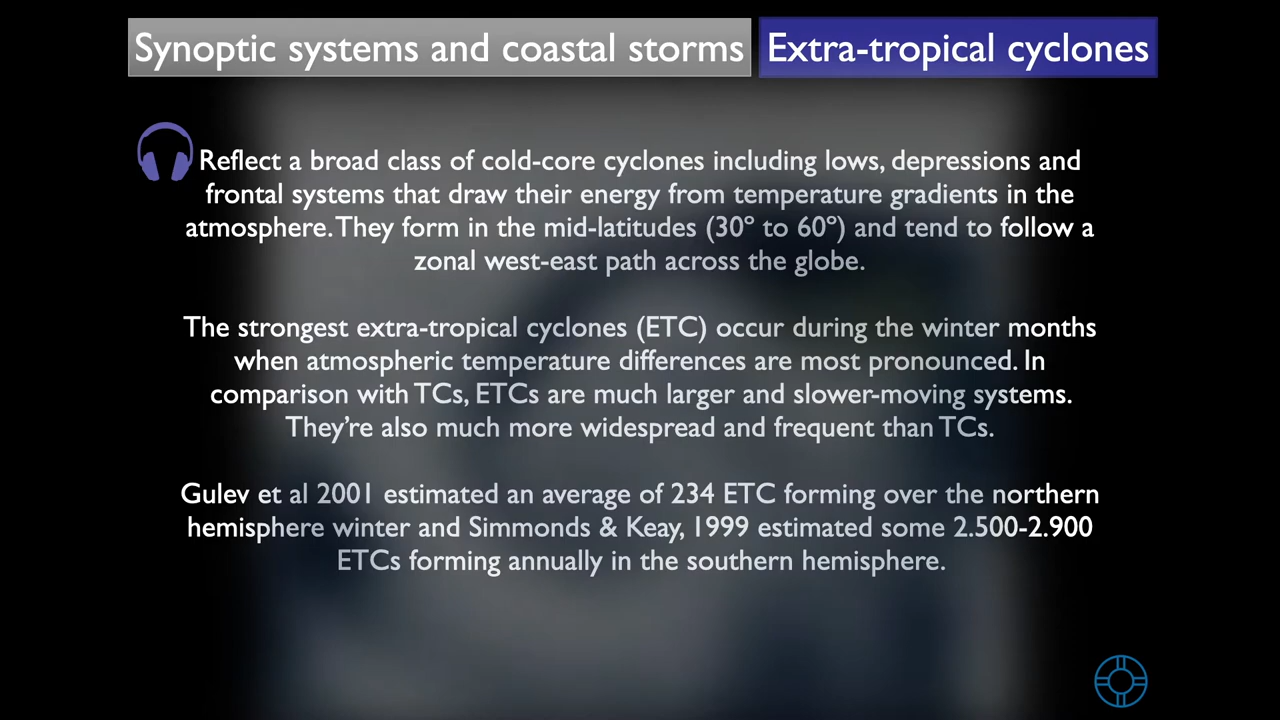 Synoptic systems and coastal storms Extra-tropical cyclones
Reflect a broad class of cold-core cyclones including lows, depressions and
frontal systems that draw their energy from temperature gradients in the
atmosphere. They form in the mid-latitudes (30º to 60º) and tend to follow a
zonal west-east path across the globe.
The strongest extra-tropical cyclones (ETC) occur during the winter months
when atmospheric temperature differences are most pronounced. In
comparison with TCs, ETCs are much larger and slower-moving systems.
They’re also much more widespread and frequent than TCs.
Gulev et al 2001 estimated an average of 234 ETC forming over the northern
hemisphere winter and Simmonds & Keay, 1999 estimated some 2.500-2.900
ETCs forming annually in the southern hemisphere.